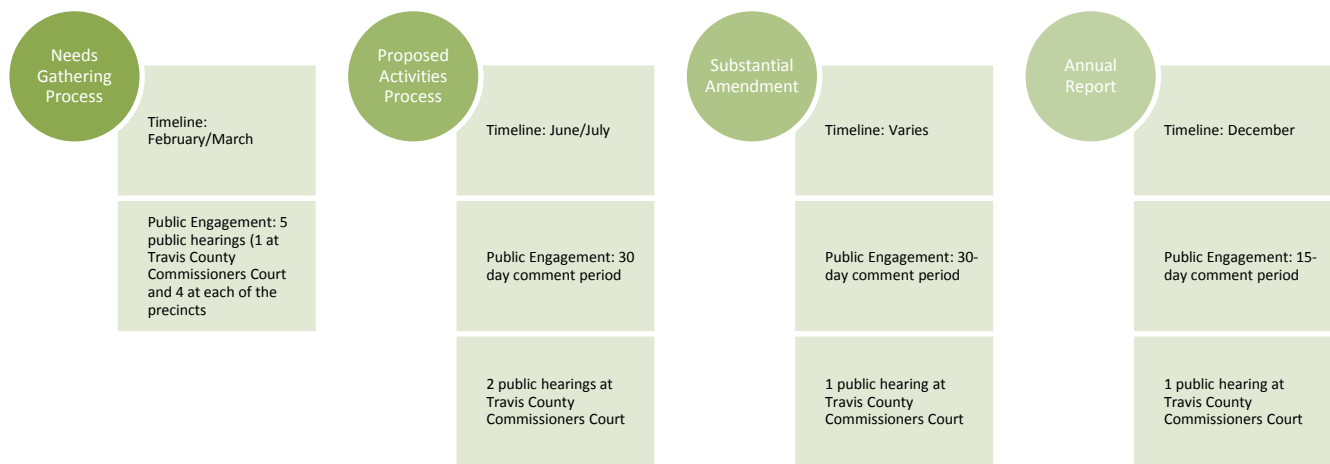 Needs
Gathering
Process
Timeline:
February/March
Public Engagement: 5
public hearings (1 at
Travis County
Commissioners Court
and 4 at each of the
precincts
Proposed
Activities
Process
Timeline: June/July
Public Engagement: 30
day comment period
2 public hearings at
Travis County
Commissioners Court
Substantial
Amendment
Timeline: Varies
Public Engagement: 30-
day comment period
1 public hearing at
Travis County
Commissioners Court
Annual
Report
Timeline: December
Public Engagement: 15-
day comment period
1 public hearing at
Travis County
Commissioners Court